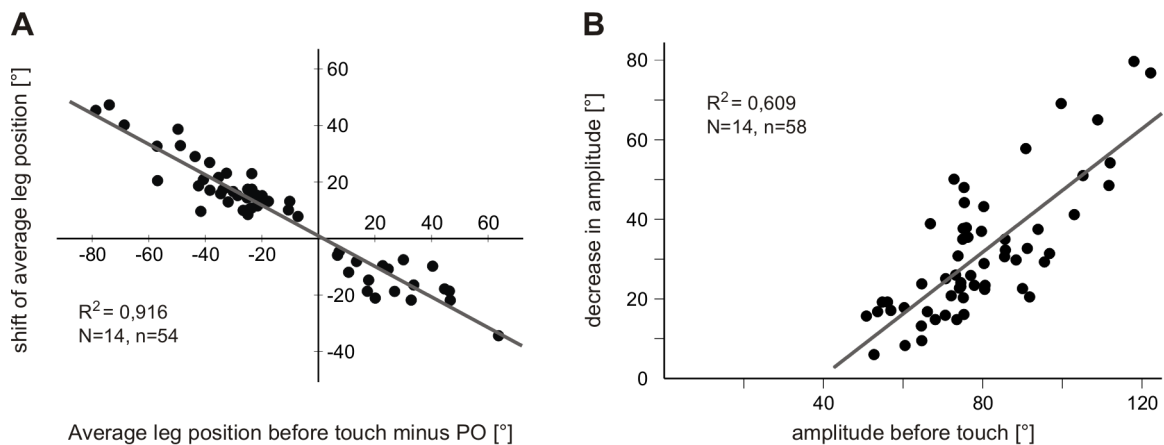 A
shift of average leg position [°]
60
40
20
20 40 60
-80 -60 -40 -20
-20
-40
R² = 0,916
N=14, n=54
Average leg position before touch minus PO [°]
B
decrease in amplitude [°]
80
60
40
20
0
R² = 0,609
N=14, n=58
40 80 120
amplitude before touch [°]